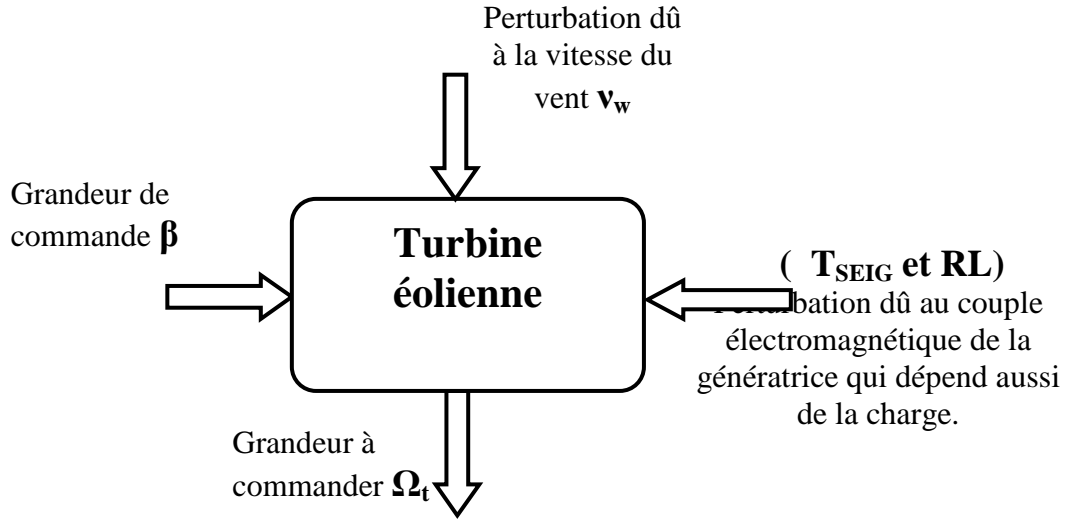 Perturbation dû
à la vitesse du
vent νw
Grandeur de
commande β
Turbine
éolienne
( TSEIG et RL)
Perturbation dû au couple
électromagnétique de la
génératrice qui dépend aussi
de la charge.
Grandeur à
commander Ωt